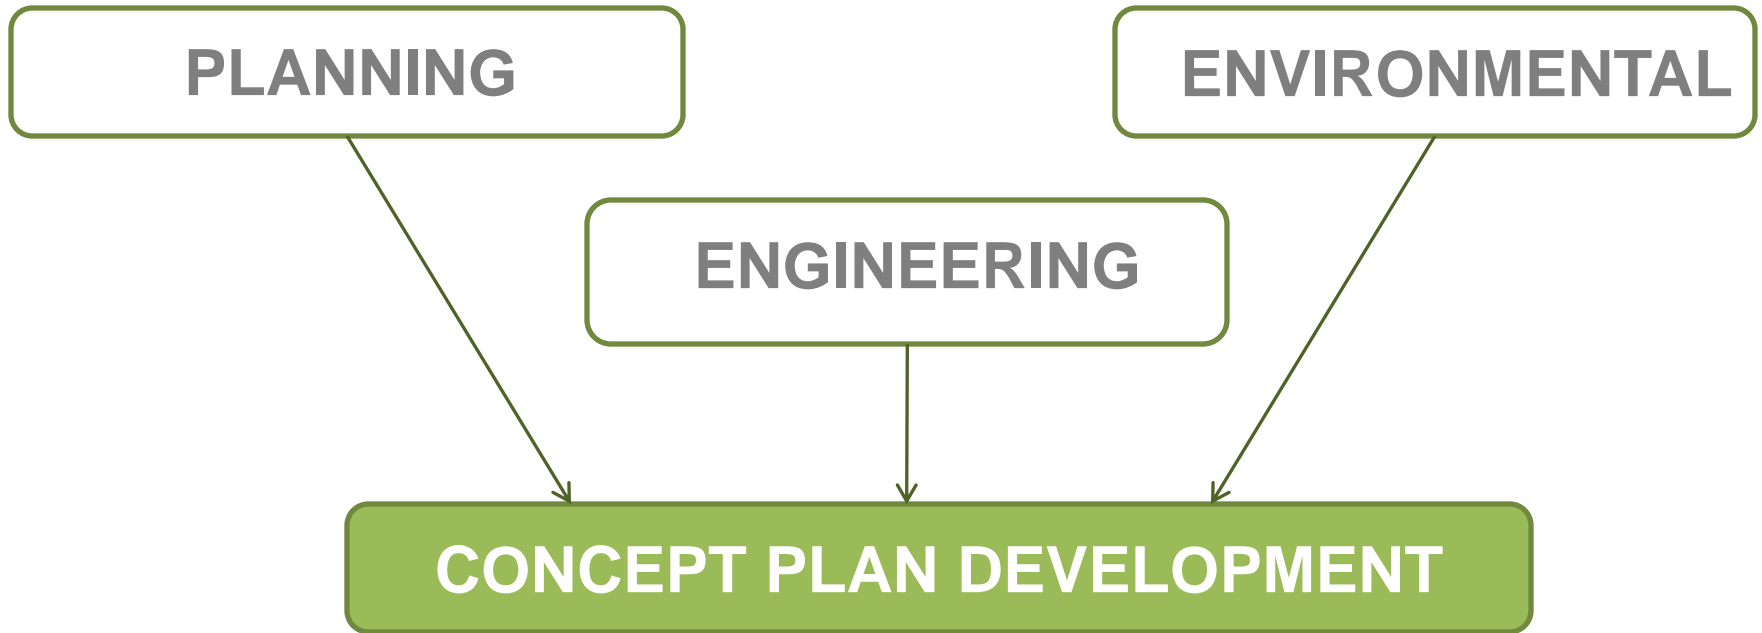 PLANNING
ENVIRONMENTAL
ENGINEERING
CONCEPT PLAN DEVELOPMENT